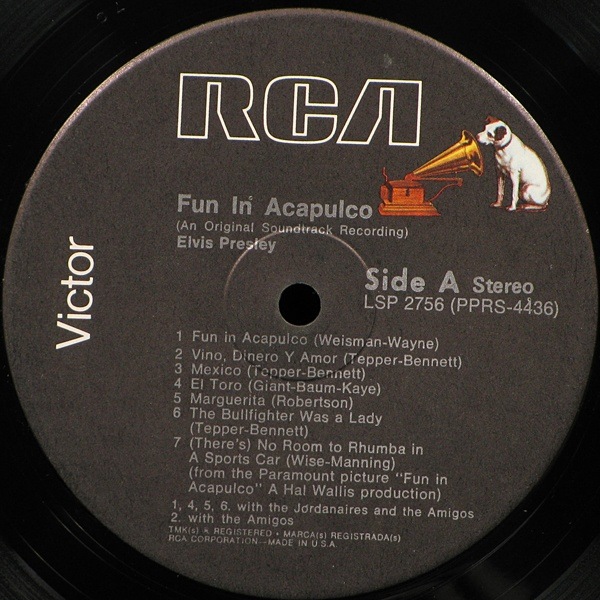 RCA
Fun In Acapulco
(An Original Soundtrack Recording)
Elvis Presley
Victor
Side A Stereo
LSP 2756 (PPRS-4436)
1 Fun in Acapulco (Weisman-Wayne)
2 Vino, Dinero Y Amor (Tepper-Bennett)
3 Mexico (Tepper-Bennett)
4 El Toro (Giant-Baum-Kaye)
5 Marguerita (Robertson)
6 The Bullfighter Was a Lady
(Tepper-Bennett)
7 (There's) No Room to Rhumba in
A Sports Car (Wise-Manning)
(from the Paramount picture "Fun in
Acapulco" A Hal Wallis production)
1, 4, 5, 6. with the Jordanaires and the Amigos
2. with the Amigos
TMK(s) ® REGISTERED • MARCA(s) REGISTRADA(s)
RCA CORPORATION—MADE IN U.S.A.